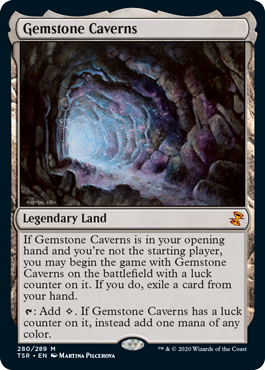 Gemstone Caverns
Legendary Land
If Gemstone Caverns is in your opening
hand and you're not the starting player,
you may begin the game with Gemstone
Caverns on the battlefield with a luck
counter on it. If you do, exile a card from
your hand.
: Add . If Gemstone Caverns has a luck
counter on it, instead add one mana of any
color.
280/289 M
TSR • EN MARTINA PILCEROVA
™ & © 2020 Wizards of the Coast